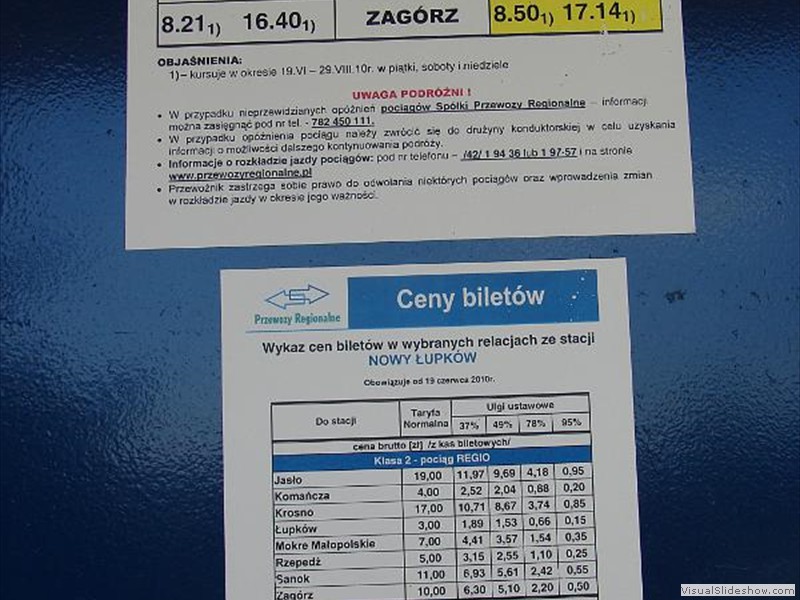 8.21 1) 16.40 1) ZAGÓRZ 8.50 1) 17.14 1)
OBJAŚNIENIA:
1) – kursuje w okresie 19.VI – 29.VIII.10r. w piątki, soboty i niedziele
UWAGA PODRÓŻNI !
• W przypadku nieprzewidzianych opóźnień pociągów Spółki Przewozy Regionalne – informacji
można zasięgnąć pod nr tel. - 782 450 111.
• W przypadku opóźnienia pociągu należy zwrócić się do drużyny konduktorskiej w celu uzyskania
informacji o możliwości dalszego kontynuowania podróży.
• Informacje o rozkładzie jazdy pociągów: pod nr telefonu – /42/ 1 94 36 lub 1 97-57 i na stronie
www.przewozyregionalne.pl
• Przewoźnik zastrzega sobie prawo do odwołania niektórych pociągów oraz wprowadzenia zmian
w rozkładzie jazdy w okresie jego ważności.
Przewozy Regionalne
Ceny biletów
Wykaz cen biletów w wybranych relacjach ze stacji
NOWY ŁUPKÓW
Obowiązuje od 19 czerwca 2010r.
Do stacji Taryfa Normalna Ulgi ustawowe
37% 49% 78% 95%
cena brutto [zł] /z kas biletowych/
Klasa 2 - pociąg REGIO
Jasło 19,00 11,97 9,69 4,18 0,95
Komańcza 4,00 2,52 2,04 0,88 0,20
Krosno 17,00 10,71 8,67 3,74 0,85
Łupków 3,00 1,89 1,53 0,66 0,15
Mokre Małopolskie 7,00 4,41 3,57 1,54 0,35
Rzepedź 5,00 3,15 2,55 1,10 0,25
Sanok 11,00 6,93 5,61 2,42 0,55
Zagórz 10,00 6,30 5,10 2,20 0,50
VisualSlideshow.com